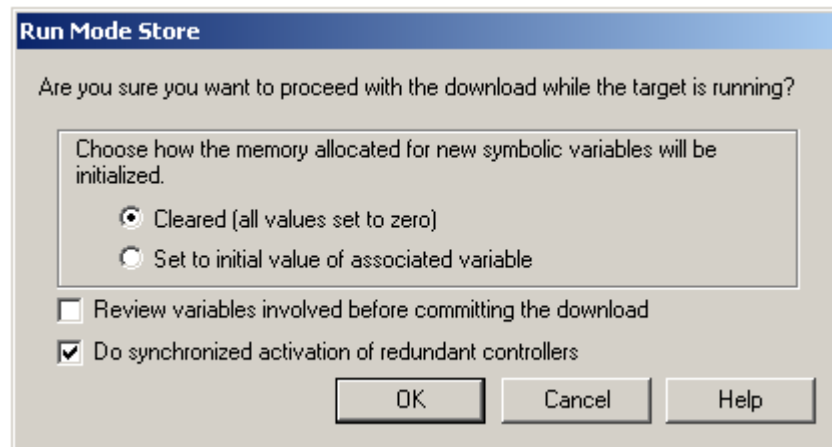 Run Mode Store
Are you sure you want to proceed with the download while the target is running?
Choose how the memory allocated for new symbolic variables will be
initialized.
Cleared (all values set to zero)
Set to initial value of associated variable
Review variables involved before committing the download
Do synchronized activation of redundant controllers
OK Cancel Help